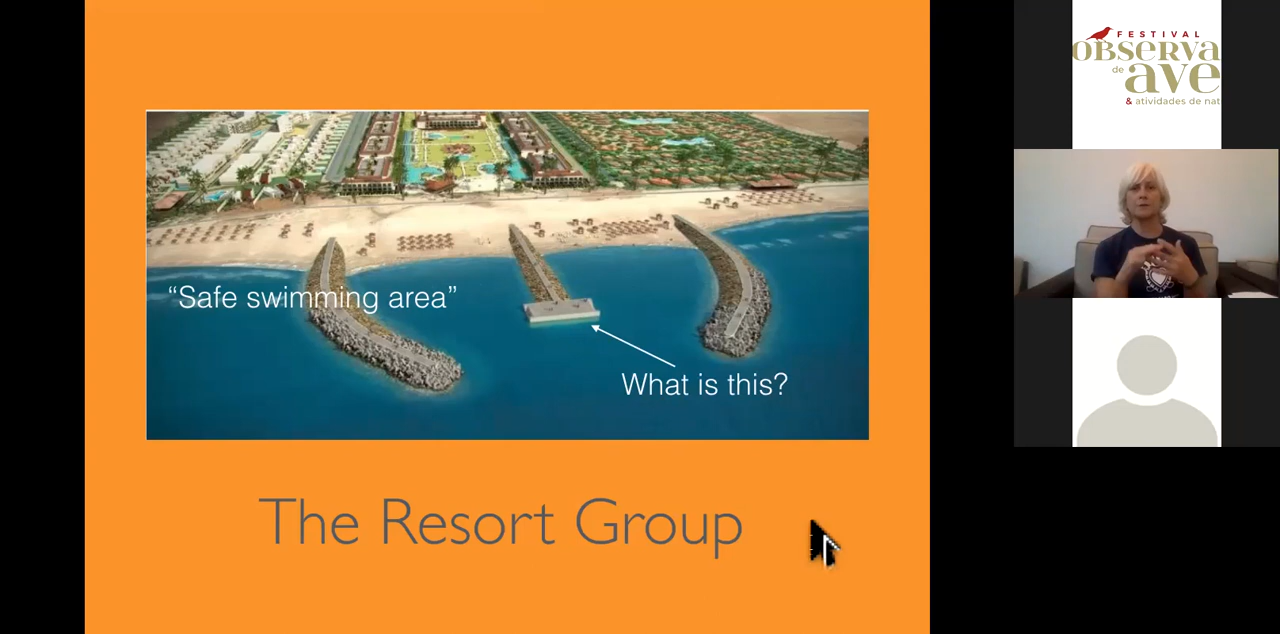 “Safe swimming area”
What is this?
The Resort Group
FESTIVAL
OBSERVA
de ave
& atividades de nat